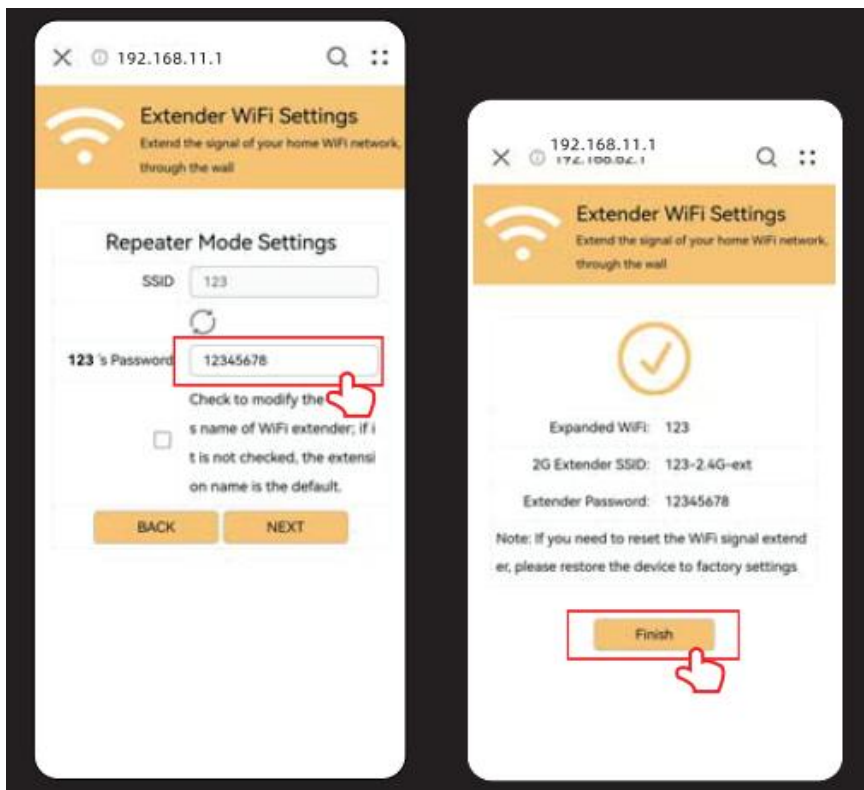 192.168.11.1
Extender WiFi Settings
Extend the signal of your home WiFi network,
through the wall
Repeater Mode Settings
SSID 123
123 's Password 12345678
Check to modify the
s name of WiFi extender; if i
t is not checked, the extensi
on name is the default.
BACK NEXT
192.168.11.1
Extender WiFi Settings
Extend the signal of your home WiFi network,
through the wall
Expanded WiFi: 123
2G Extender SSID: 123-2.4G-ext
Extender Password: 12345678
Note: If you need to reset the WiFi signal extend
er, please restore the device to factory settings
Finish